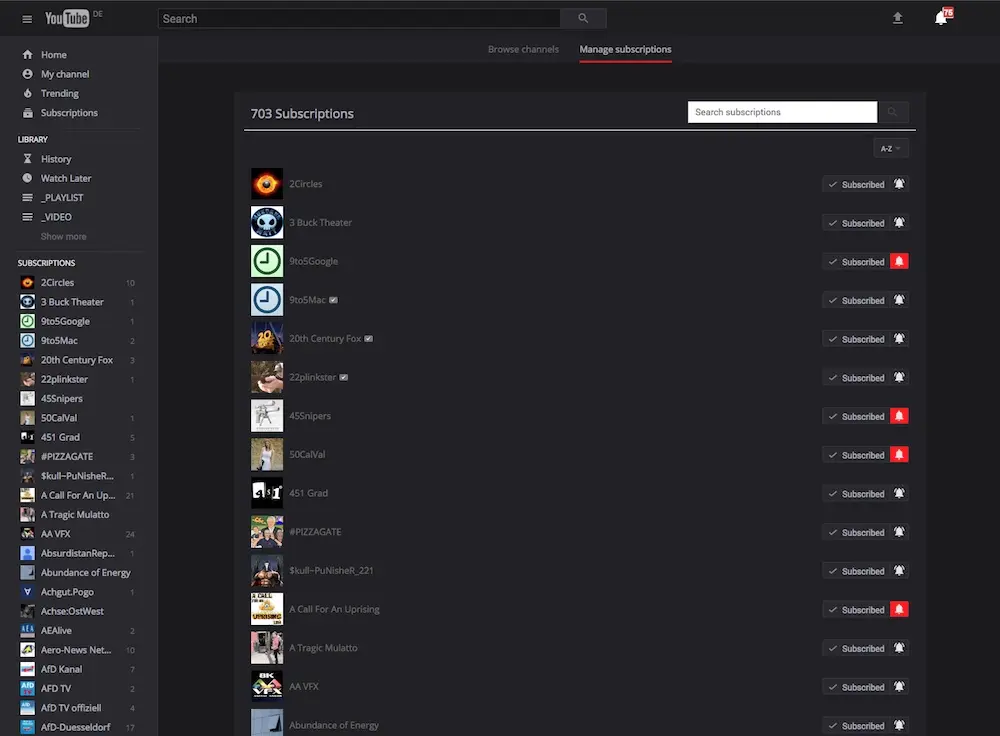 YouTube DE
Search
75
Browse channels
Manage subscriptions
Home
My channel
Trending
Subscriptions
LIBRARY
History
Watch Later
_PLAYLIST
_VIDEO
Show more
SUBSCRIPTIONS
2Circles 10
3 Buck Theater 1
9to5Google 1
9to5Mac 2
20th Century Fox 3
22plinkster 1
45Snipers
50CalVal 1
451 Grad 5
#PIZZAGATE 3
$kull~PuNisheR... 1
A Call For An Up... 21
A Tragic Mulatto
AA VFX 24
AbsurdistanRep... 1
Abundance of Energy
Achgut.Pogo 1
Achse:OstWest
AEAlive 2
Aero-News Net... 10
AfD Kanal 7
AFD TV 2
AfD TV offiziell 4
AfD-Duesseldorf 17
703 Subscriptions
Search subscriptions
A-Z
2Circles Subscribed
3 Buck Theater Subscribed
9to5Google Subscribed
9to5Mac Subscribed
20th Century Fox Subscribed
22plinkster Subscribed
45Snipers Subscribed
50CalVal Subscribed
451 Grad Subscribed
#PIZZAGATE Subscribed
$kull~PuNisheR_221 Subscribed
A Call For An Uprising Subscribed
A Tragic Mulatto Subscribed
AA VFX Subscribed
Abundance of Energy Subscribed